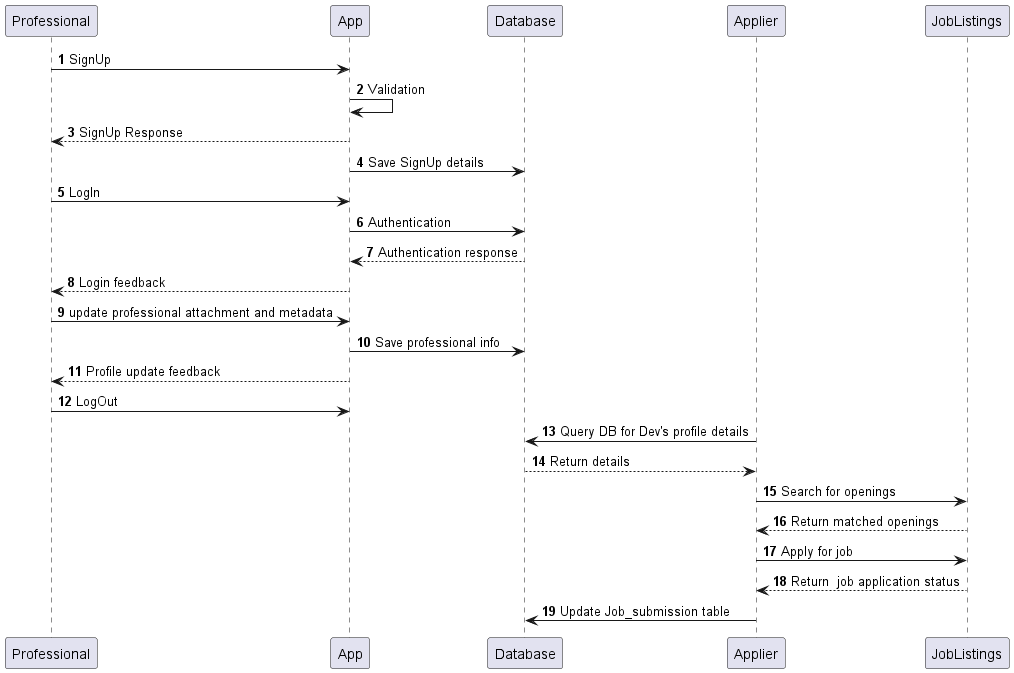 Professional App Database Applier JobListings
1 SignUp
2 Validation
3 SignUp Response
4 Save SignUp details
5 LogIn
6 Authentication
7 Authentication response
8 Login feedback
9 update professional attachment and metadata
10 Save professional info
11 Profile update feedback
12 LogOut
13 Query DB for Dev's profile details
14 Return details
15 Search for openings
16 Return matched openings
17 Apply for job
18 Return  job application status
19 Update Job_submission table
Professional App Database Applier JobListings